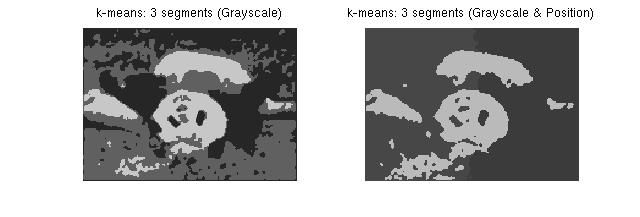 k-means: 3 segments (Grayscale)
k-means: 3 segments (Grayscale & Position)